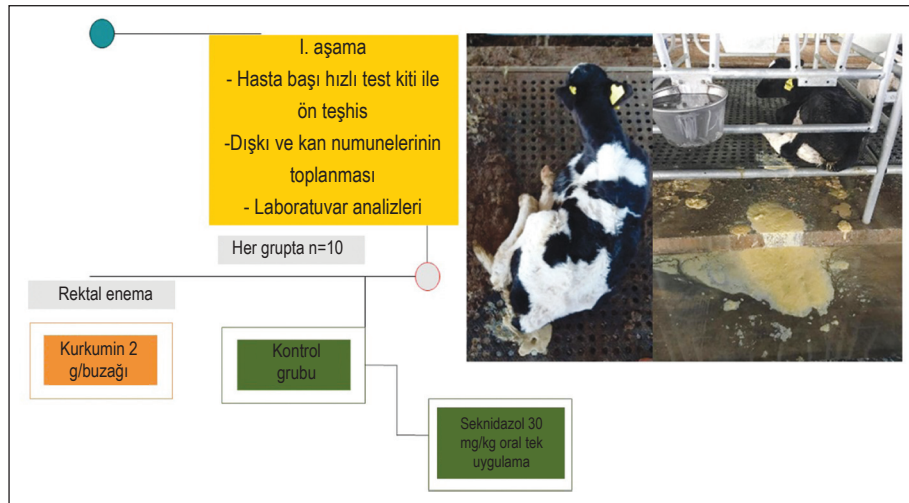 I. aşama
- Hasta başı hızlı test kiti ile
ön teşhis
-Dışkı ve kan numunelerinin
toplanması
- Laboratuvar analizleri
Her grupta n=10
Rektal enema
Kurkumin 2
g/buzağı
Kontrol
grubu
Seknidazol 30
mg/kg oral tek
uygulama